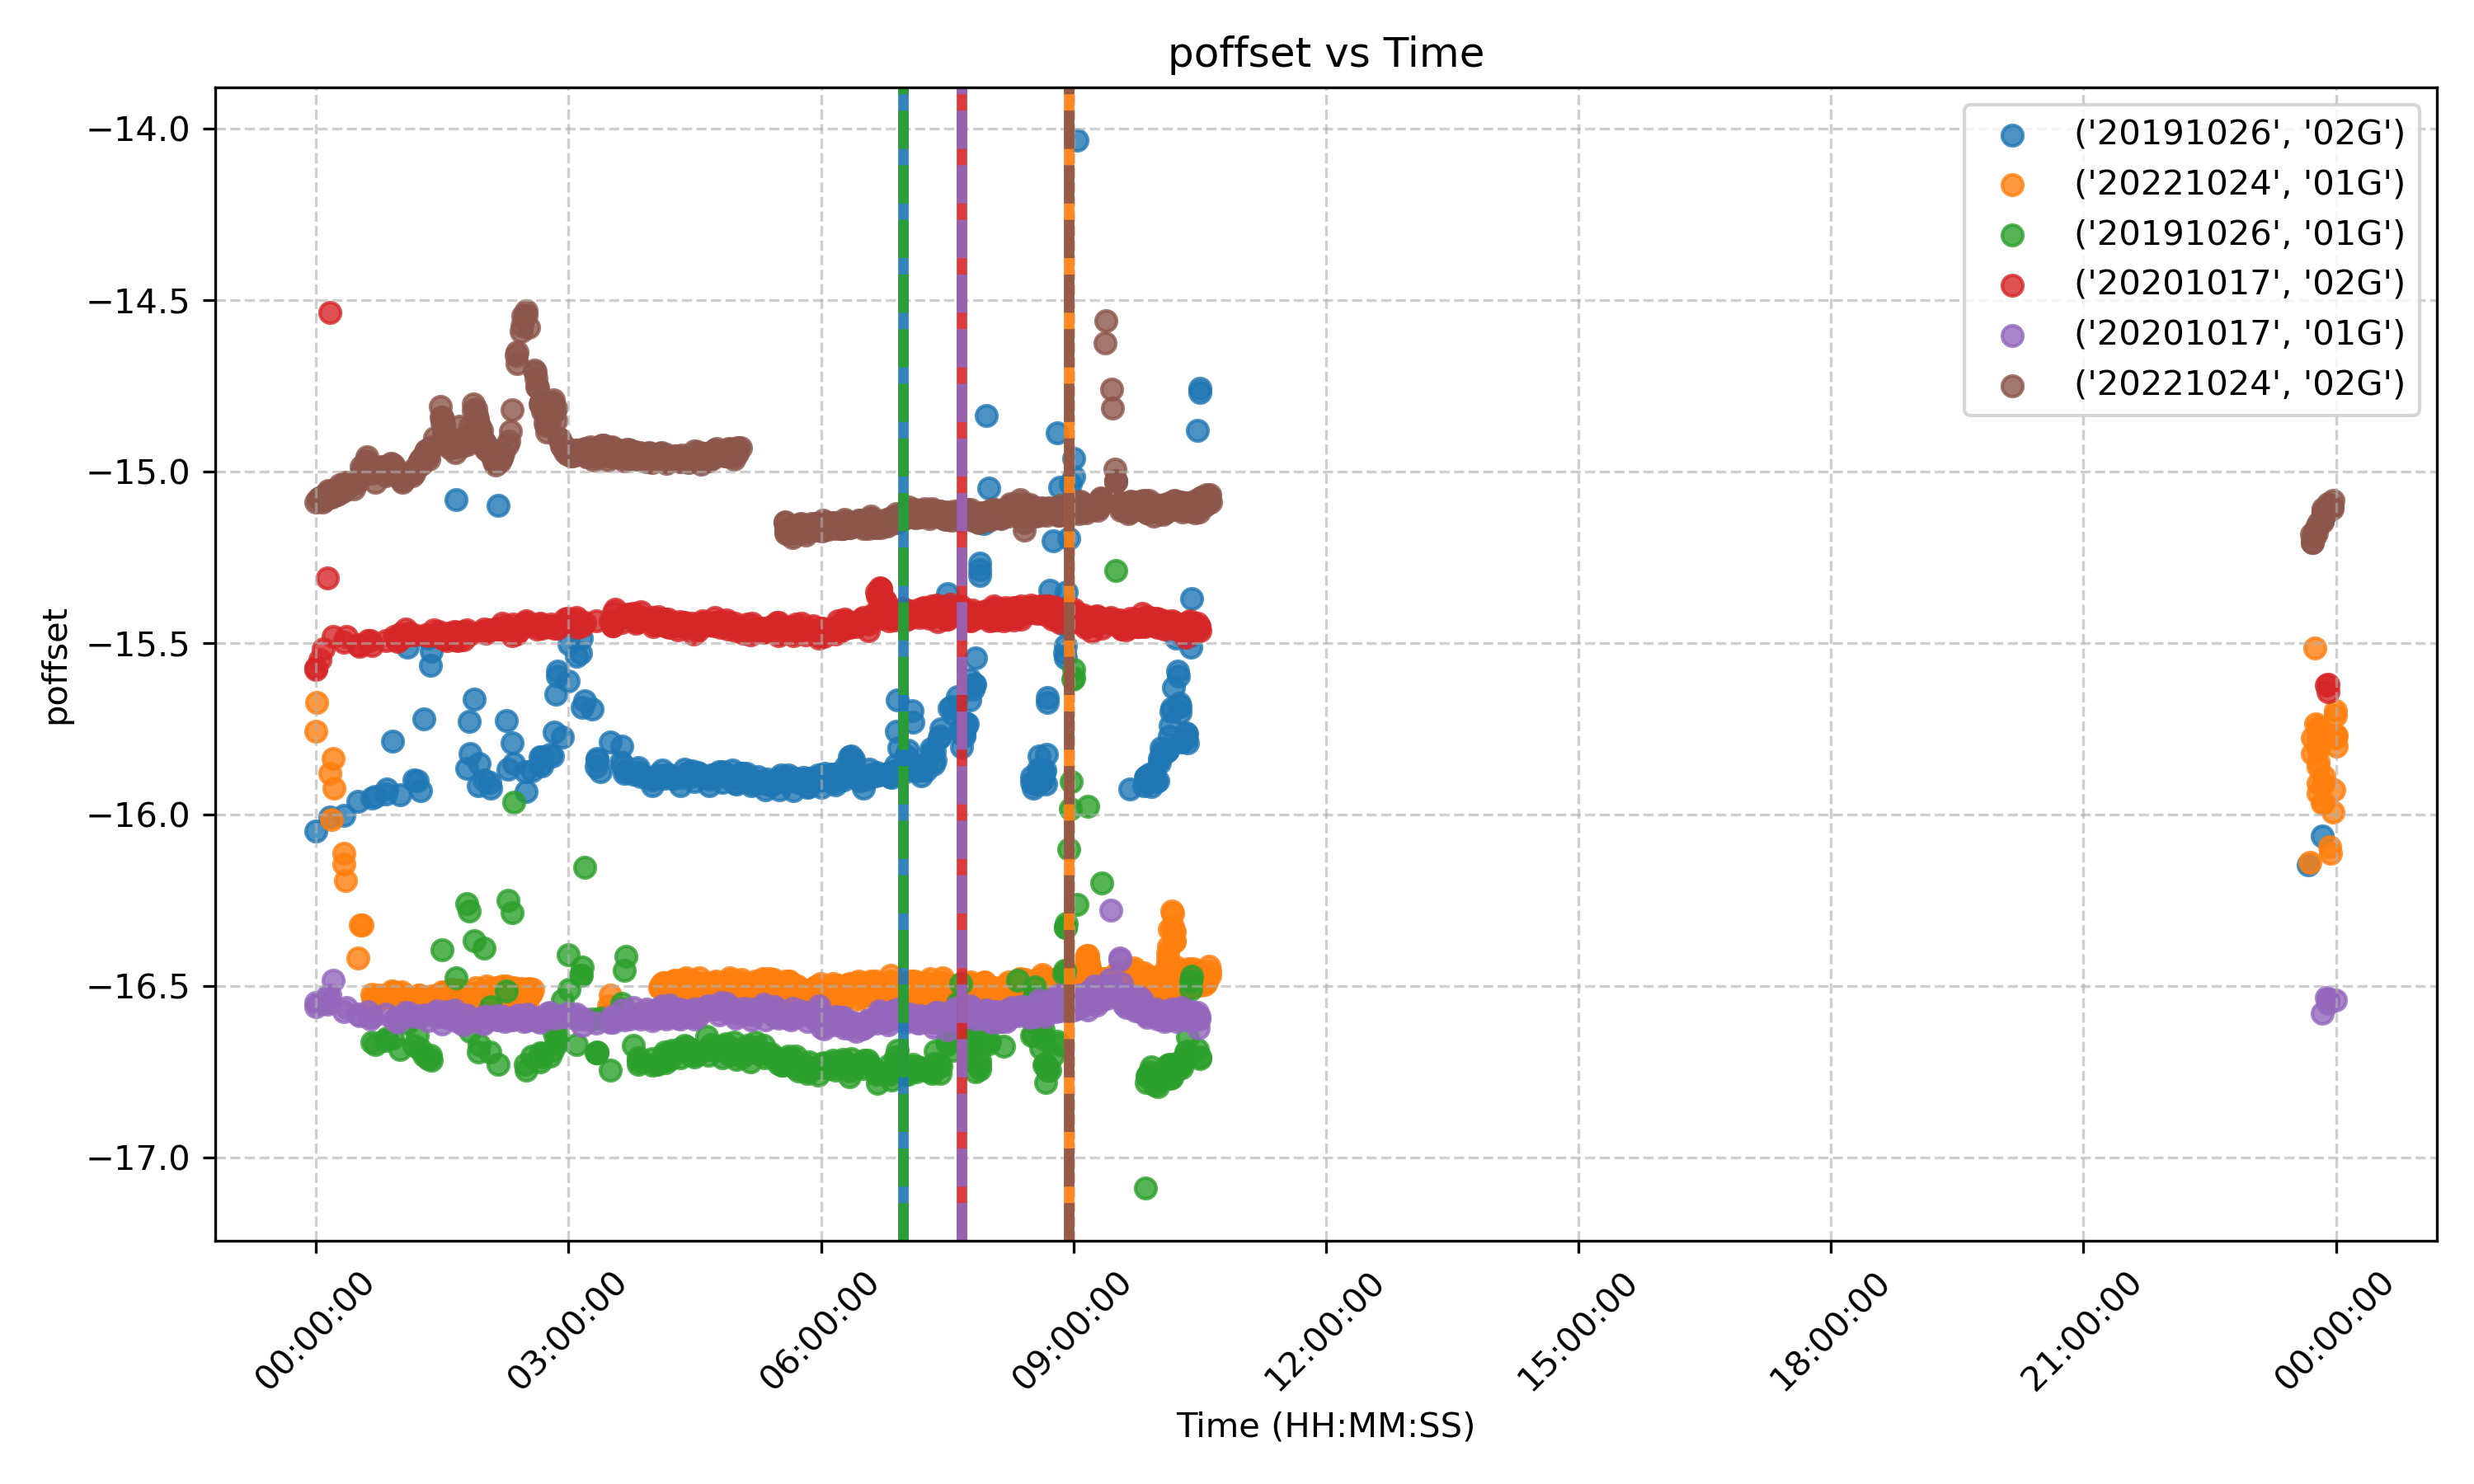 poffset vs Time
−14.0
−14.5
−15.0
−15.5
−16.0
−16.5
−17.0
poffset
('20191026', '02G')
('20221024', '01G')
('20191026', '01G')
('20201017', '02G')
('20201017', '01G')
('20221024', '02G')
00:00:00
03:00:00
06:00:00
09:00:00
12:00:00
15:00:00
18:00:00
21:00:00
00:00:00
Time (HH:MM:SS)